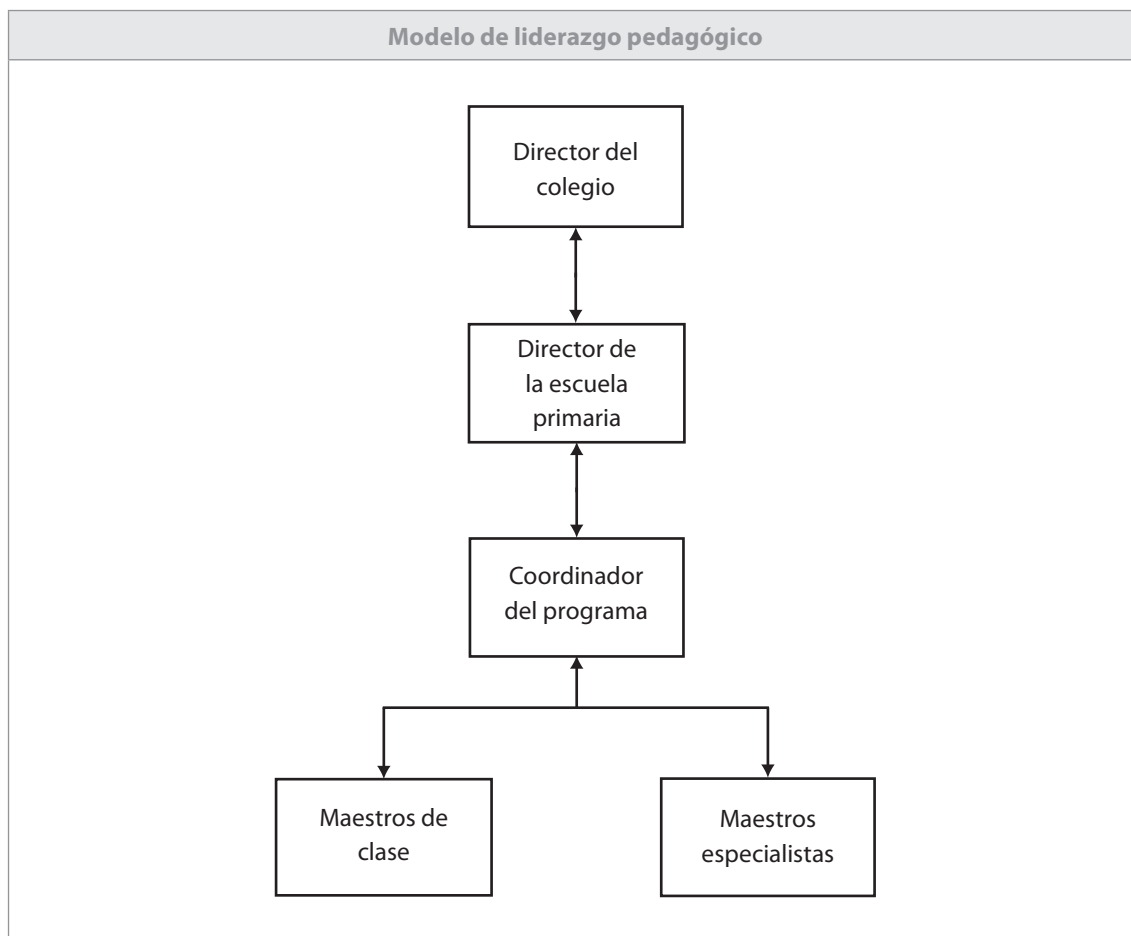 Modelo de liderazgo pedagógico
Director del
colegio
Director de
la escuela
primaria
Coordinador
del programa
Maestros de
clase
Maestros
especialistas